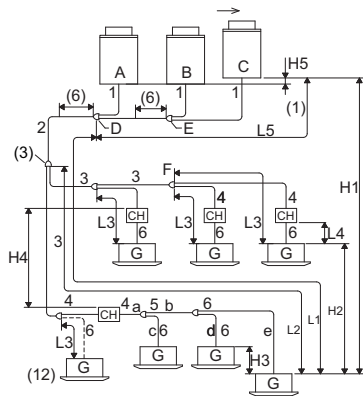 A B C
H5
(6) (6) 1 1 1 (1)
2 D E L5
(3) F H1
3 3
4 4
L3 CH L3 CH L3 CH
3 6 6 6 L4
H4 G G G
4 4 a 5 b 6
CH
6 L3 c 6 d 6 e L2 L1 H2
(12) G G G H3
G